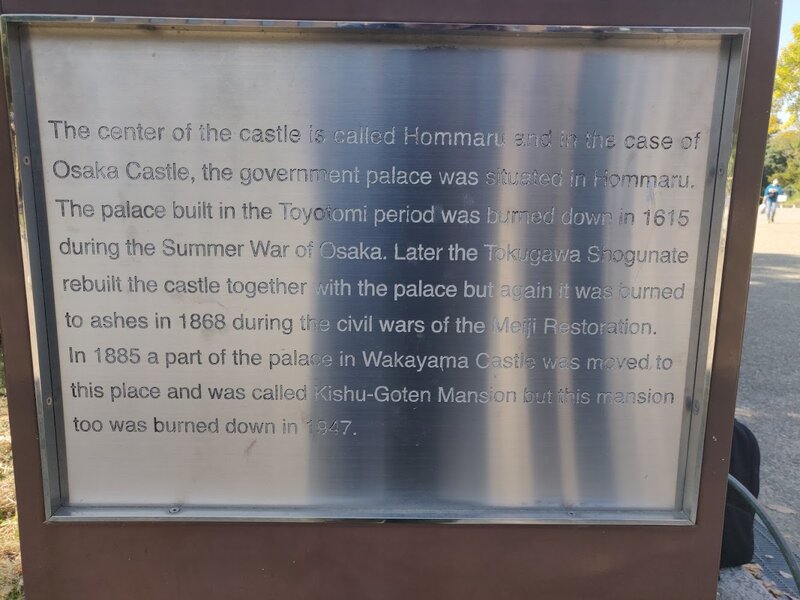 The center of the castle is called Hommaru and in the case of
Osaka Castle, the government palace was situated in Hommaru.
The palace built in the Toyotomi period was burned down in 1615
during the Summer War of Osaka. Later the Tokugawa Shogunate
rebuilt the castle together with the palace but again it was burned
to ashes in 1868 during the civil wars of the Meiji Restoration.
In 1885 a part of the palace in Wakayama Castle was moved to
this place and was called Kishu-Goten Mansion but this mansion
too was burned down in 1947.